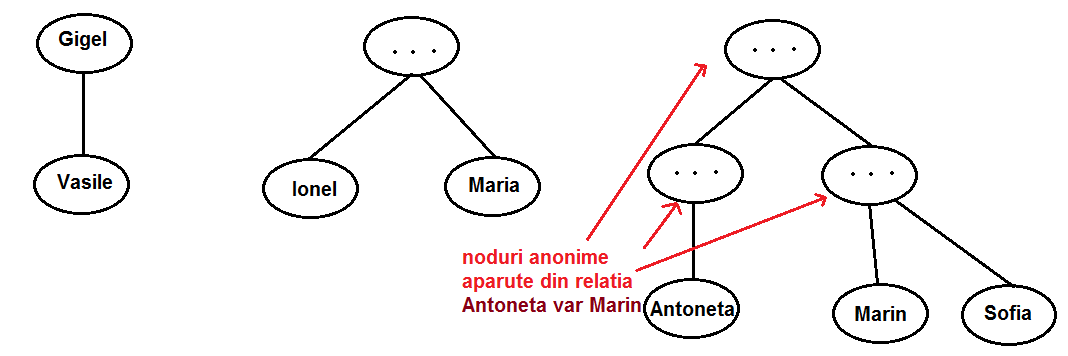 Gigel
. . .
. . .
Vasile
Ionel
Maria
. . .
. . .
noduri anonime
aparute din relatia
Antoneta var Marin
Antoneta
Marin
Sofia